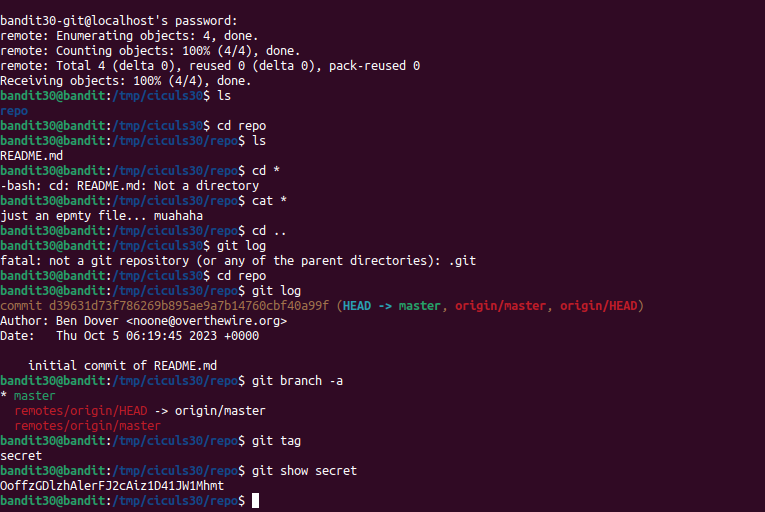 bandit30-git@localhost's password:
remote: Enumerating objects: 4, done.
remote: Counting objects: 100% (4/4), done.
remote: Total 4 (delta 0), reused 0 (delta 0), pack-reused 0
Receiving objects: 100% (4/4), done.
bandit30@bandit:/tmp/ciculs30$ ls
repo
bandit30@bandit:/tmp/ciculs30$ cd repo
bandit30@bandit:/tmp/ciculs30/repo$ ls
README.md
bandit30@bandit:/tmp/ciculs30/repo$ cd *
-bash: cd: README.md: Not a directory
bandit30@bandit:/tmp/ciculs30/repo$ cat *
just an epmty file... muahaha
bandit30@bandit:/tmp/ciculs30/repo$ cd ..
bandit30@bandit:/tmp/ciculs30$ git log
fatal: not a git repository (or any of the parent directories): .git
bandit30@bandit:/tmp/ciculs30$ cd repo
bandit30@bandit:/tmp/ciculs30/repo$ git log
commit d39631d73f786269b895ae9a7b14760cbf40a99f (HEAD -> master, origin/master, origin/HEAD)
Author: Ben Dover <noone@overthewire.org>
Date:   Thu Oct 5 06:19:45 2023 +0000
    initial commit of README.md
bandit30@bandit:/tmp/ciculs30/repo$ git branch -a
* master
  remotes/origin/HEAD -> origin/master
  remotes/origin/master
bandit30@bandit:/tmp/ciculs30/repo$ git tag
secret
bandit30@bandit:/tmp/ciculs30/repo$ git show secret
OoffzGDlzhAlerFJ2cAiz1D41JW1Mhmt
bandit30@bandit:/tmp/ciculs30/repo$